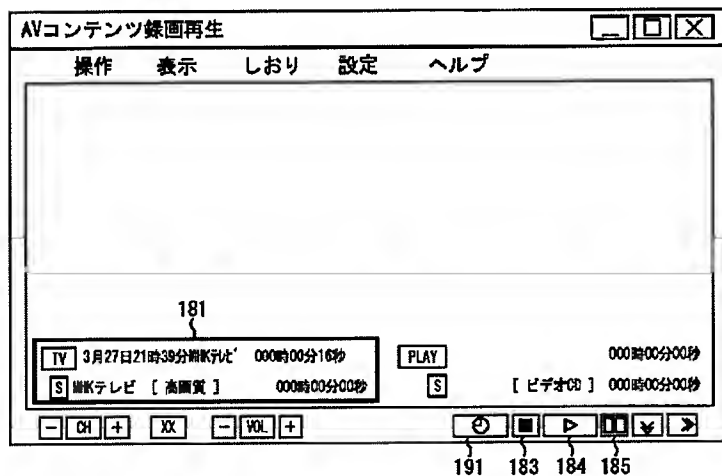 AVコンテンツ録画再生
操作 表示 しおり 設定 ヘルプ
181
TV 3月27日21時39分MHKテレビ 000時00分16秒 PLAY 000時00分00秒
S MHKテレビ [ 高画質 ] 000時00分00秒 S [ ビデオCD ] 000時00分00秒
- CH + XX - VOL +
191 183 184 185